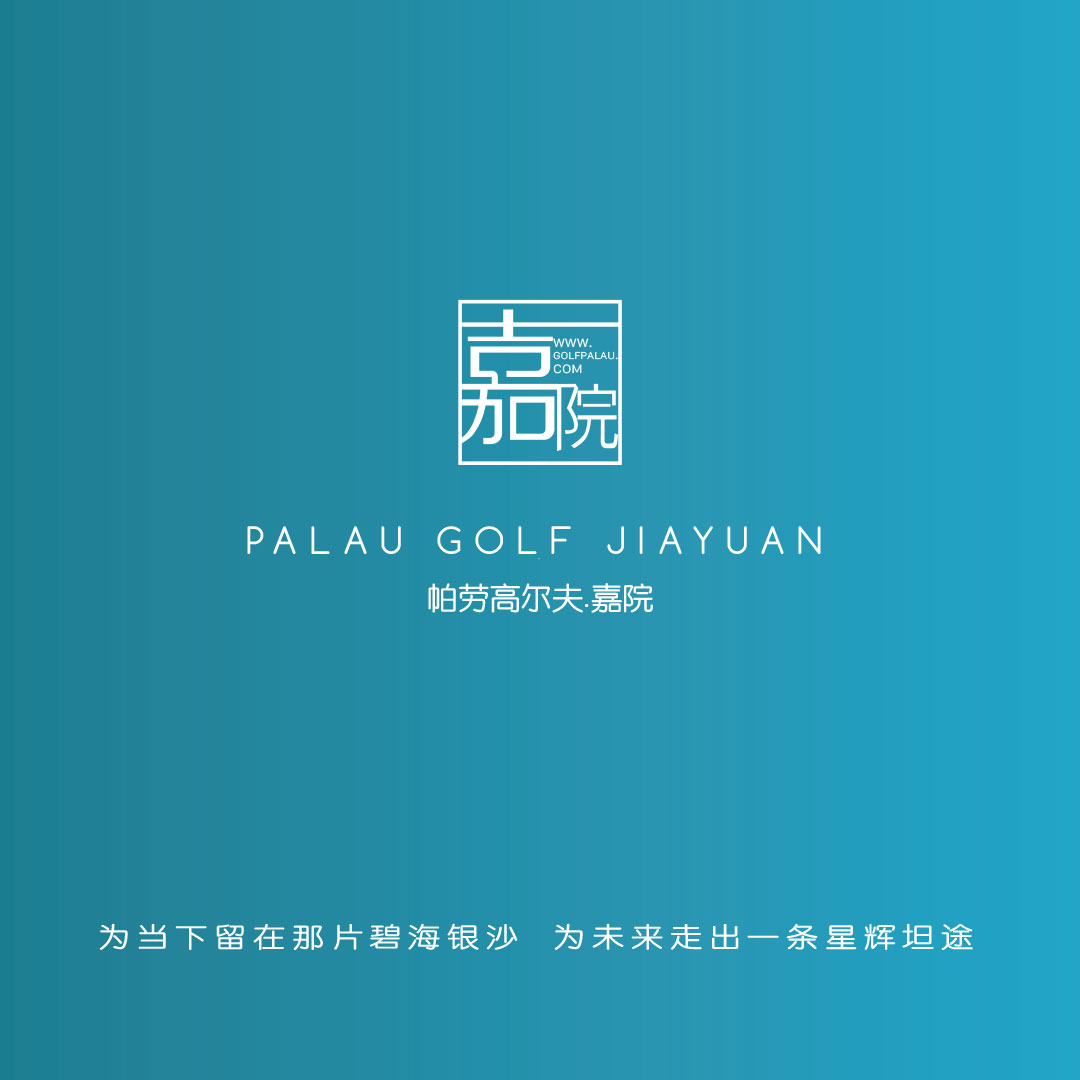 嘉院
WWW.
GOLFPALAU.
COM
PALAU GOLF JIAYUAN
帕劳高尔夫.嘉院
为当下留在那片碧海银沙 为未来走出一条星辉坦途